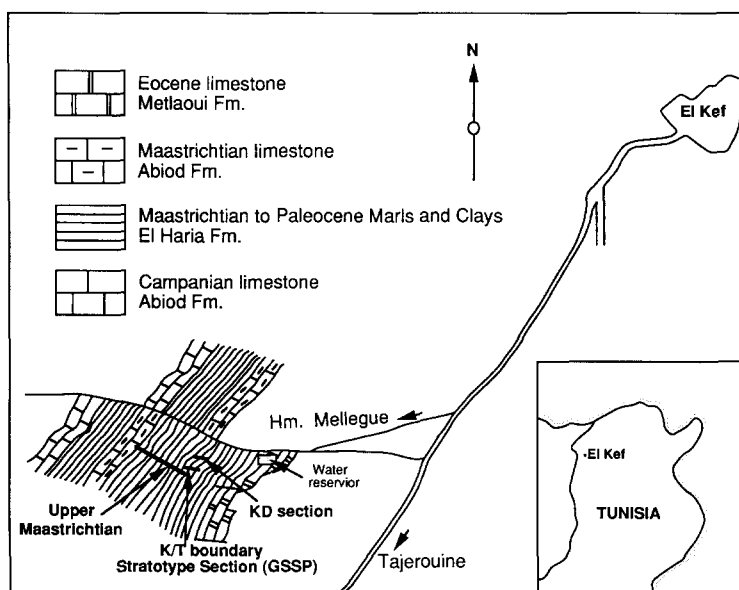 Eocene limestone
Metlaoui Fm.
Maastrichtian limestone
Abiod Fm.
Maastrichtian to Paleocene Marls and Clays
El Haria Fm.
Campanian limestone
Abiod Fm.
N
El Kef
Hm. Mellegue
Water
reservior
Upper
Maastrichtian
KD section
K/T boundary
Stratotype Section (GSSP)
Tajerouine
El Kef
TUNISIA